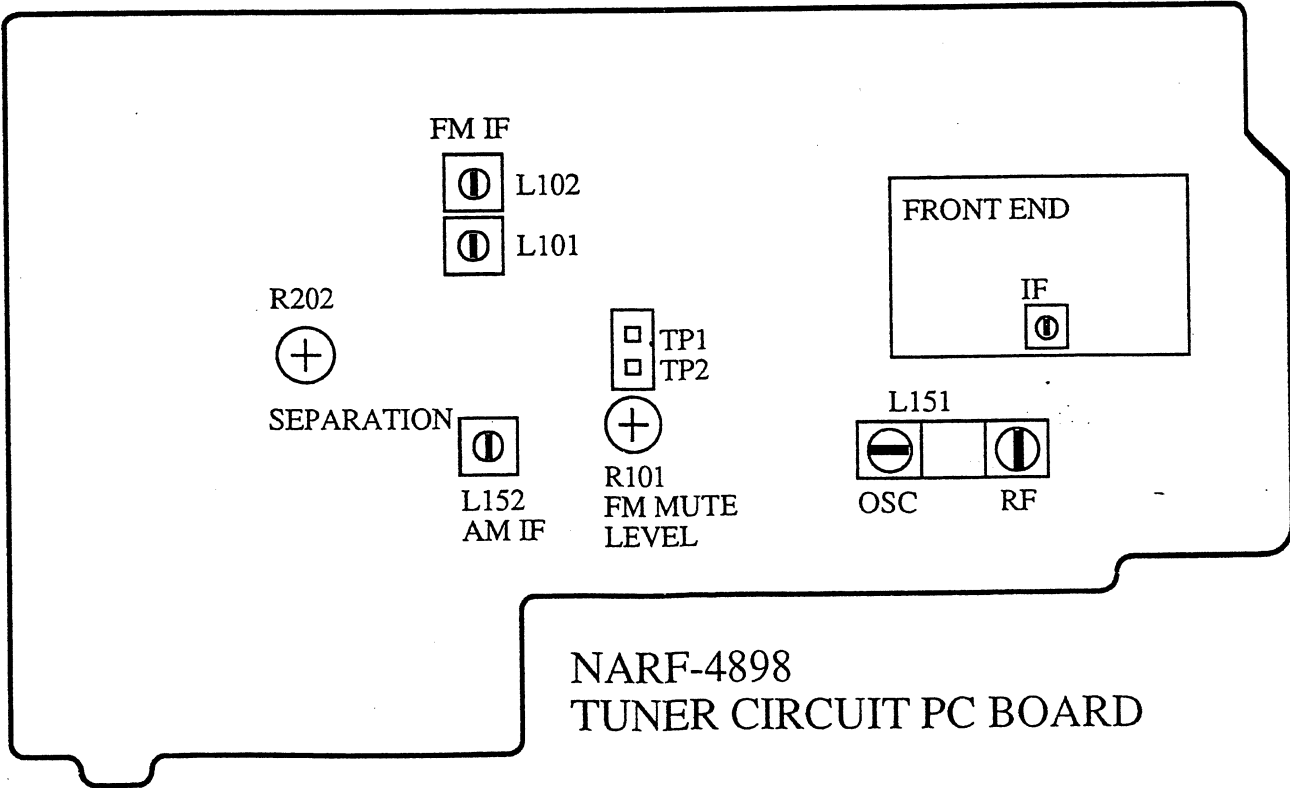 FM IF
L102
L101
FRONT END
IF
R202
SEPARATION
TP1
TP2
L151
OSC
RF
L152
AM IF
R101
FM MUTE
LEVEL
NARF-4898
TUNER CIRCUIT PC BOARD